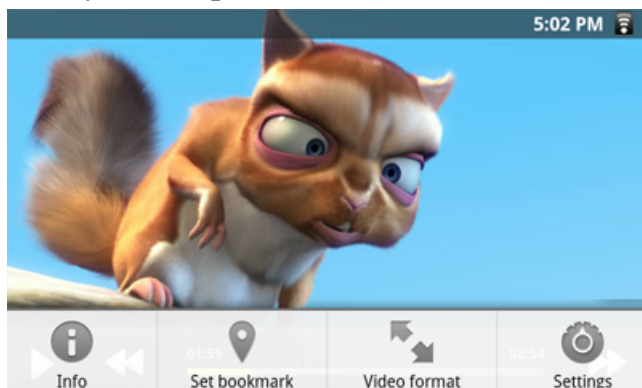 5:02 PM
01:59
08:54
Info
Set bookmark
Video format
Settings